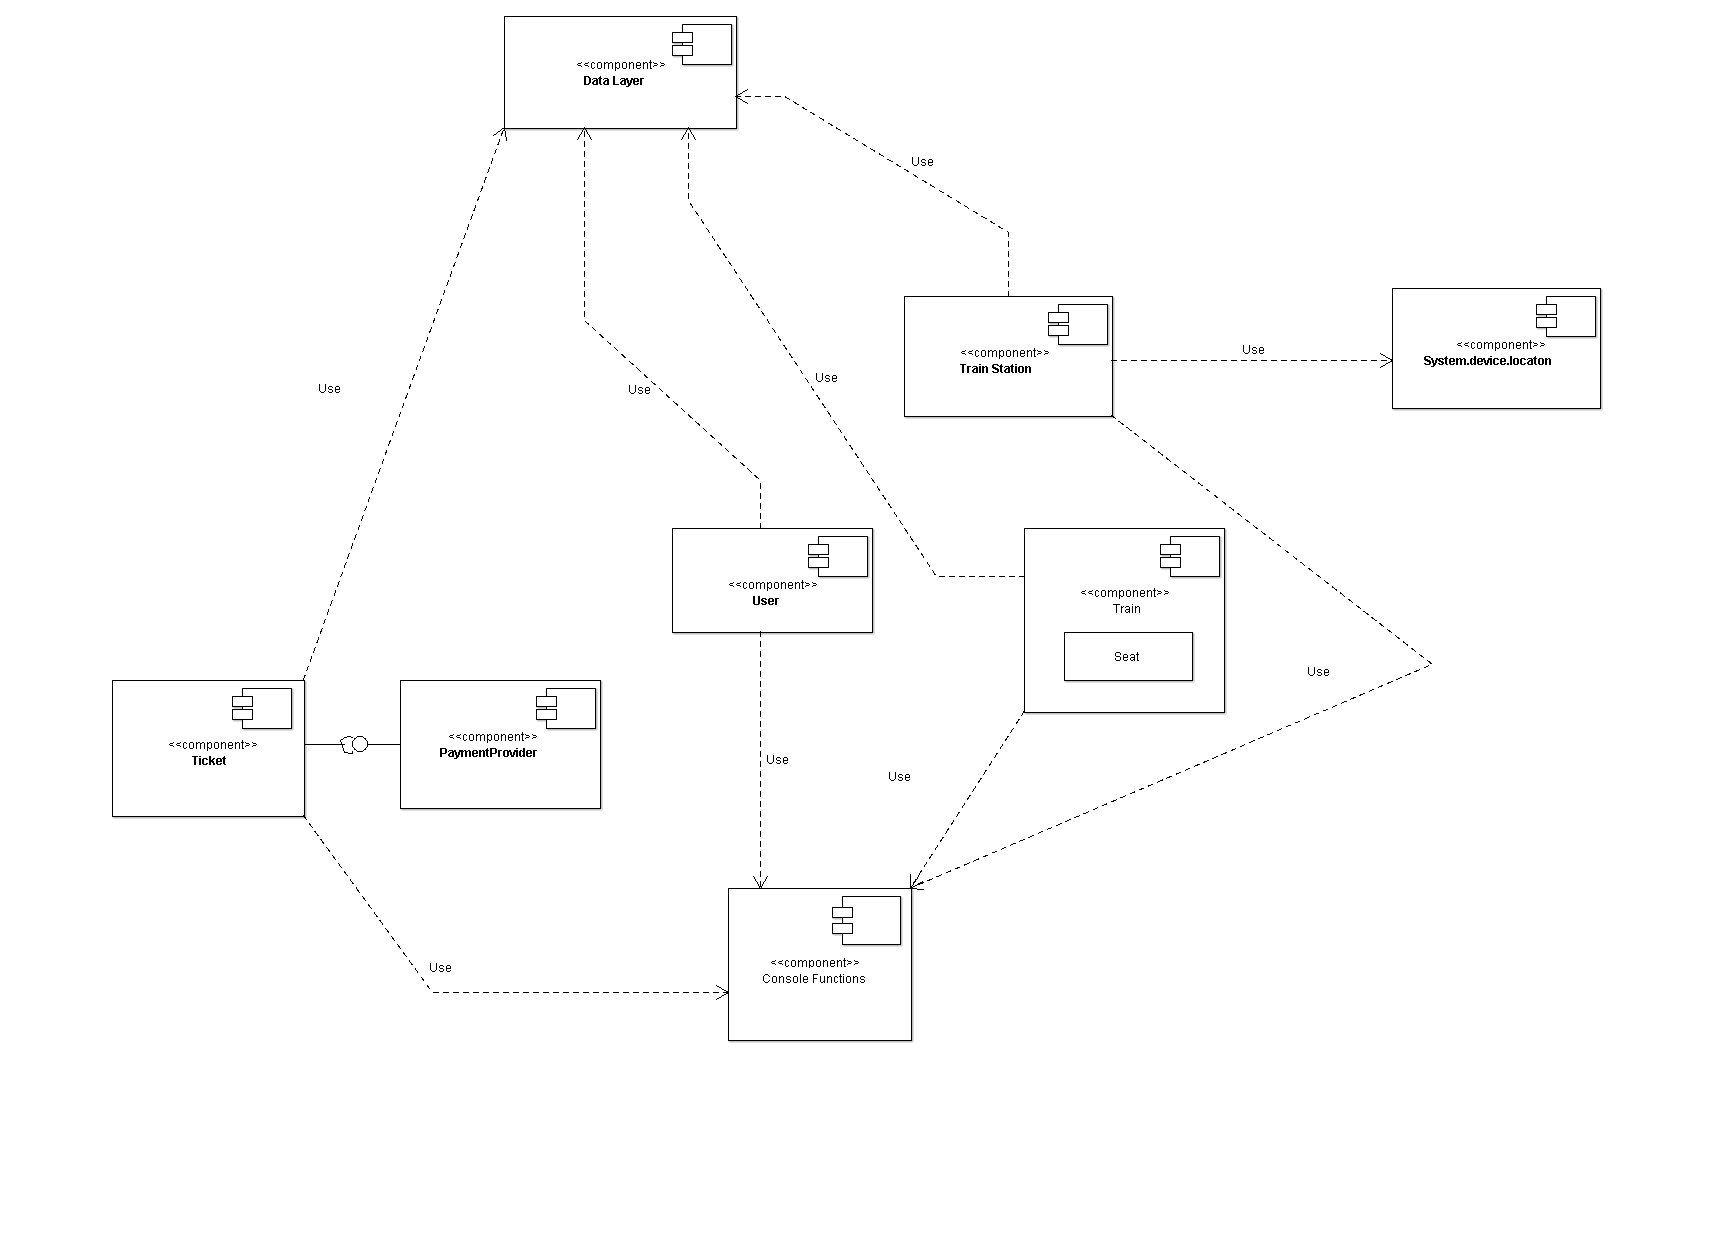 <<component>>
Data Layer
Use
<<component>>
Train Station
Use
<<component>>
System.device.locaton
Use
Use
Use
<<component>>
User
<<component>>
Train
Seat
Use
<<component>>
Ticket
<<component>>
PaymentProvider
Use
Use
Use
<<component>>
Console Functions